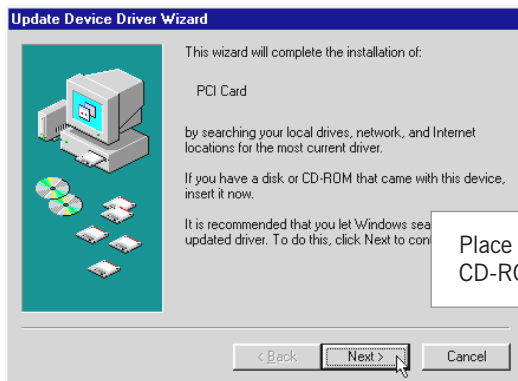 Update Device Driver Wizard
This wizard will complete the installation of:
PCI Card
by searching your local drives, network, and Internet
locations for the most current driver.
If you have a disk or CD-ROM that came with this device,
insert it now.
It is recommended that you let Windows
updated driver. To do this, click Next to
Place
< Back
Next >
Cancel